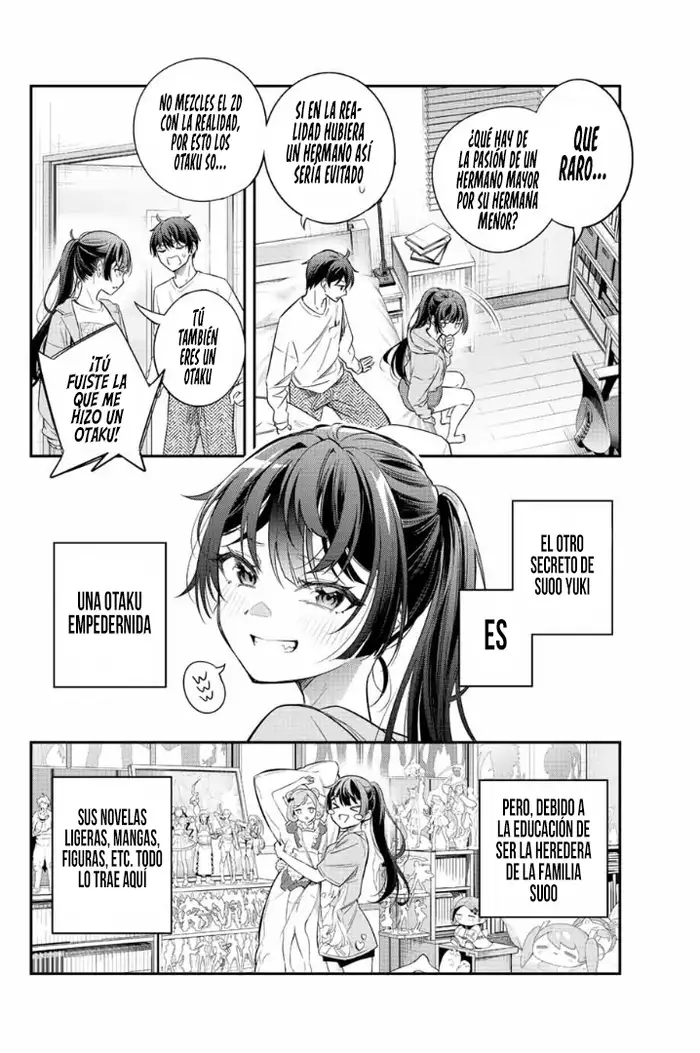 QUE
RARO...
¿QUÉ HAY DE
LA PASIÓN DE UN
HERMANO MAYOR
POR SU HERMANA
MENOR?
SI EN LA REA-
LIDAD HUBIERA
UN HERMANO ASÍ
SERÍA EVITADO
NO MEZCLES EL 2D
CON LA REALIDAD,
POR ESTO LOS
OTAKU SO...
TÚ
TAMBIÉN
ERES UN
OTAKU
¡TÚ
FUISTE LA
QUE ME
HIZO UN
OTAKU!
EL OTRO
SECRETO DE
SUOO YUKI
ES
UNA OTAKU
EMPEDERNIDA
PERO, DEBIDO A
LA EDUCACIÓN DE
SER LA HEREDERA
DE LA FAMILIA
SUOO
SUS NOVELAS
LIGERAS, MANGAS,
FIGURAS, ETC. TODO
LO TRAE AQUÍ